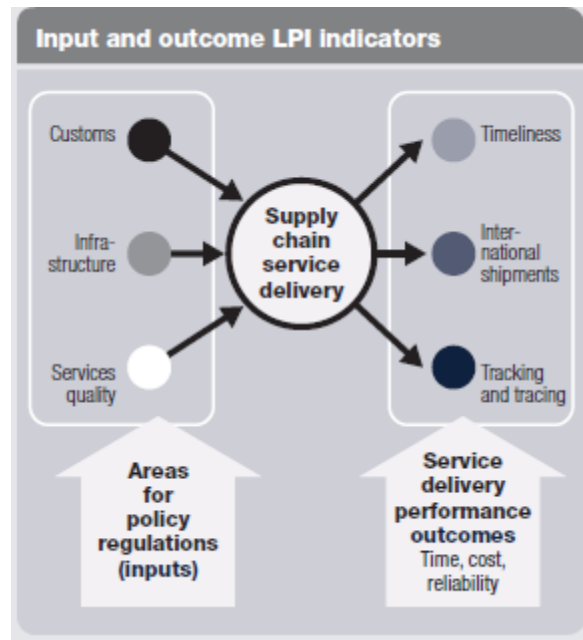 Input and outcome LPI indicators
Customs
Infra-
structure
Services
quality
Supply
chain
service
delivery
Timeliness
Inter-
national
shipments
Tracking
and tracing
Areas
for
policy
regulations
(inputs)
Service
delivery
performance
outcomes
Time, cost,
reliability